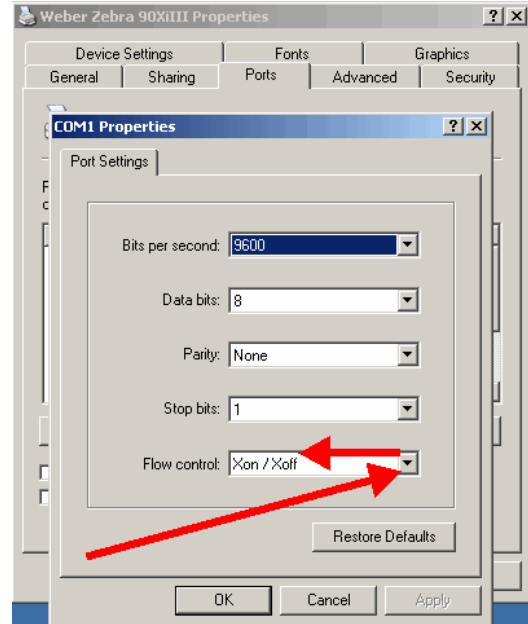 Weber Zebra 90XiIII Properties
Device Settings Fonts Graphics
General Sharing Ports Advanced Security
COM1 Properties
Port Settings
Bits per second: 9600
Data bits: 8
Parity: None
Stop bits: 1
Flow control: Xon / Xoff
Restore Defaults
OK Cancel Apply